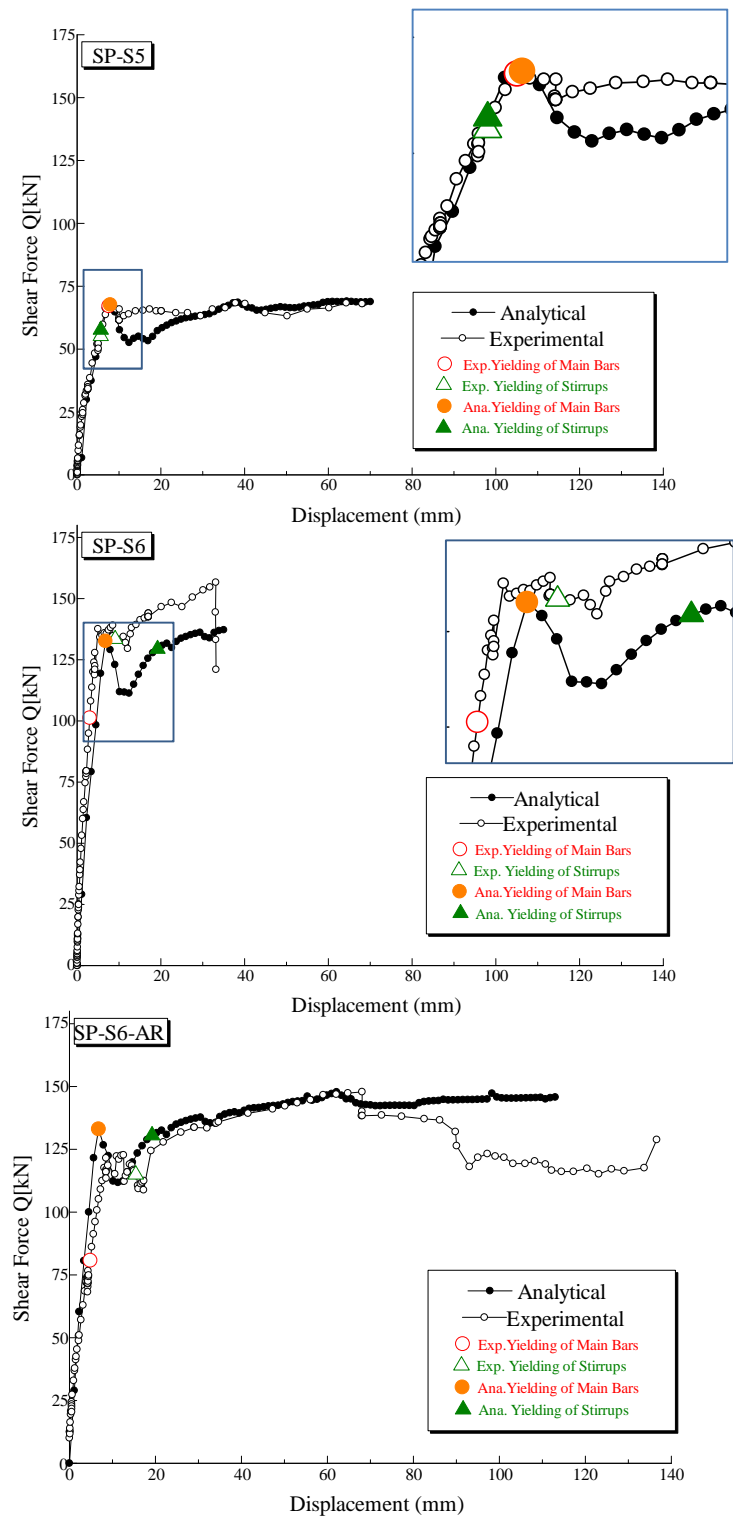 SP-S5
175
150
125
100
75
50
25
0
Shear Force Q[kN]
0 20 40 60 80 100 120 140
Displacement (mm)
Analytical
Experimental
Exp.Yielding of Main Bars
Exp. Yielding of Stirrups
Ana.Yielding of Main Bars
Ana. Yielding of Stirrups
SP-S6
175
150
125
100
75
50
25
0
Shear Force Q[kN]
0 20 40 60 80 100 120 140
Displacement (mm)
Analytical
Experimental
Exp.Yielding of Main Bars
Exp. Yielding of Stirrups
Ana.Yielding of Main Bars
Ana. Yielding of Stirrups
SP-S6-AR
175
150
125
100
75
50
25
0
Shear Force Q[kN]
0 20 40 60 80 100 120 140
Displacement (mm)
Analytical
Experimental
Exp.Yielding of Main Bars
Exp. Yielding of Stirrups
Ana.Yielding of Main Bars
Ana. Yielding of Stirrups